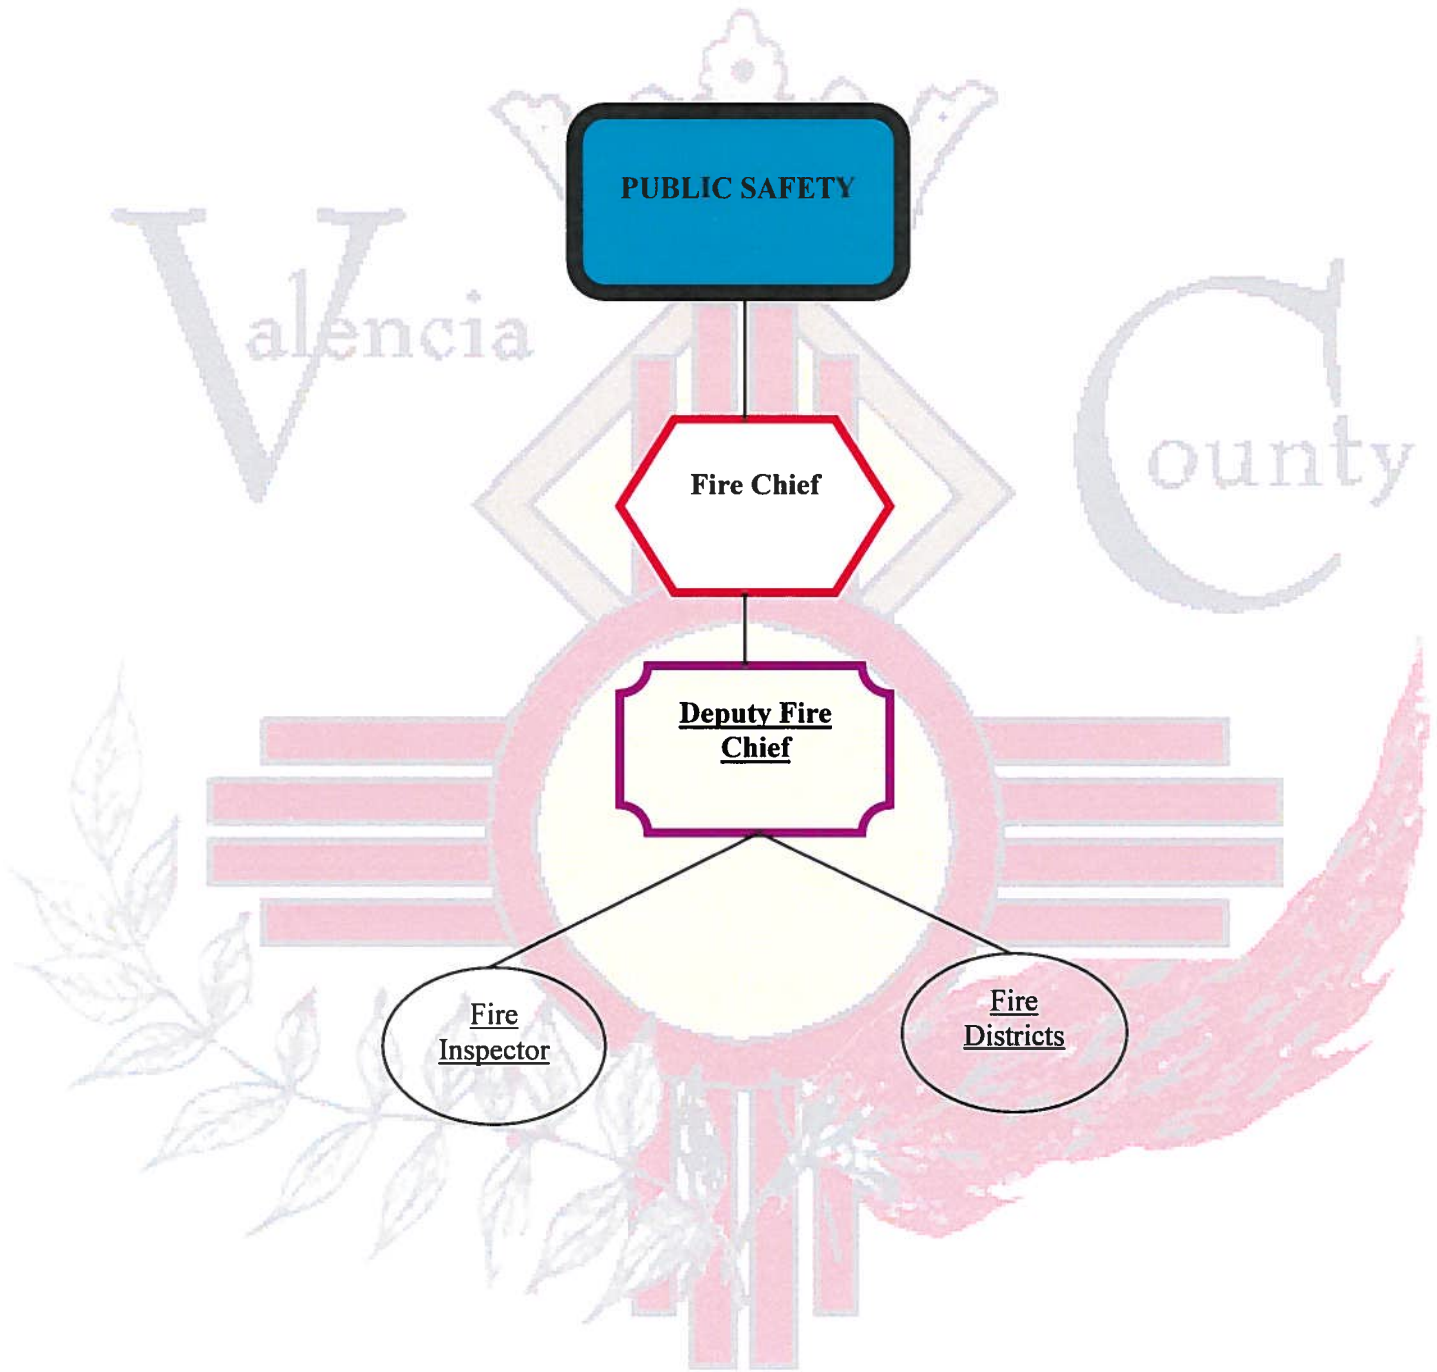 PUBLIC SAFETY
Valencia
County
Fire Chief
Deputy Fire
Chief
Fire
Inspector
Fire
Districts